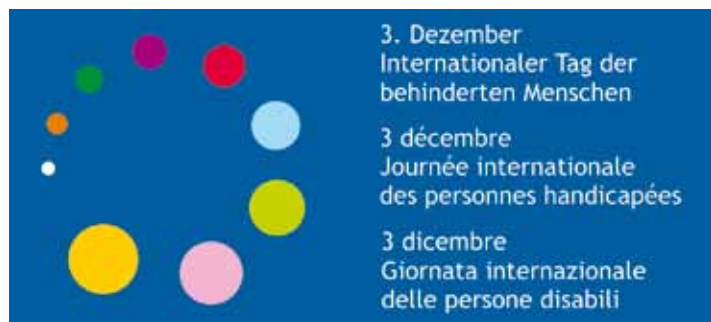 3. Dezember
Internationaler Tag der
behinderten Menschen
3 décembre
Journée internationale
des personnes handicapées
3 dicembre
Giornata internazionale
delle persone disabili